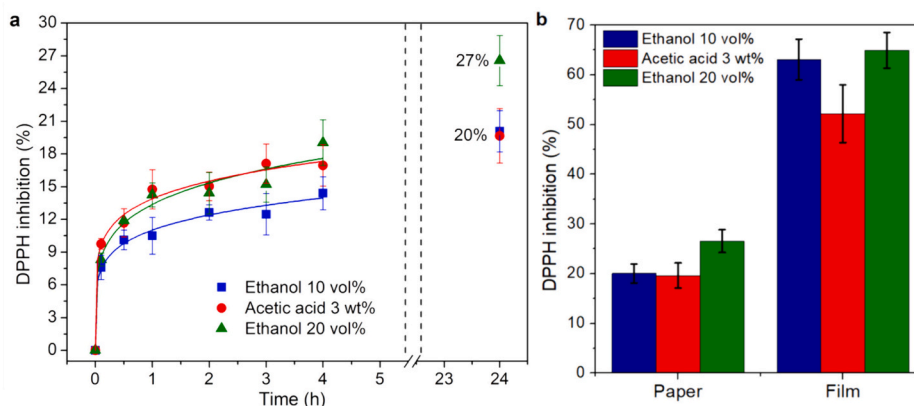 a
DPPH inhibition (%)
30
27
24
21
18
15
12
9
6
3
0
27%
20%
Ethanol 10 vol%
Acetic acid 3 wt%
Ethanol 20 vol%
0 1 2 3 4 5 23 24
Time (h)
b
DPPH inhibition (%)
70
60
50
40
30
20
10
0
Ethanol 10 vol%
Acetic acid 3 wt%
Ethanol 20 vol%
Paper Film